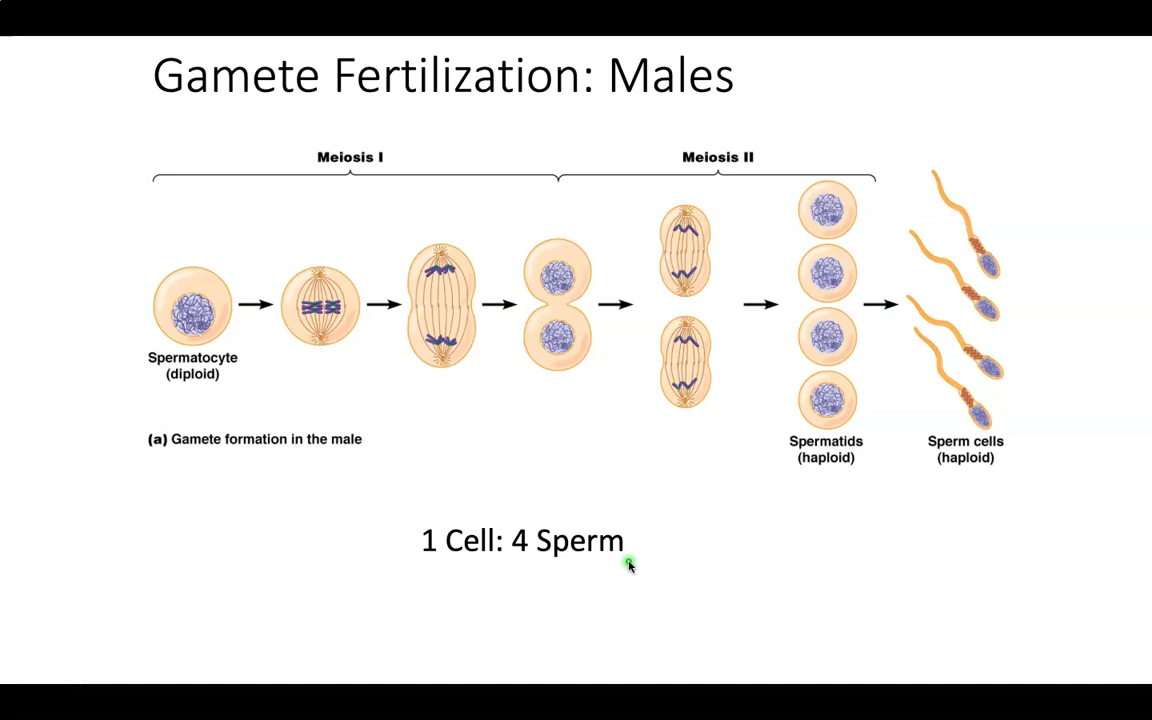 Gamete Fertilization: Males
Meiosis I
Meiosis II
Spermatocyte
(diploid)
(a) Gamete formation in the male
Spermatids
(haploid)
Sperm cells
(haploid)
1 Cell: 4 Sperm